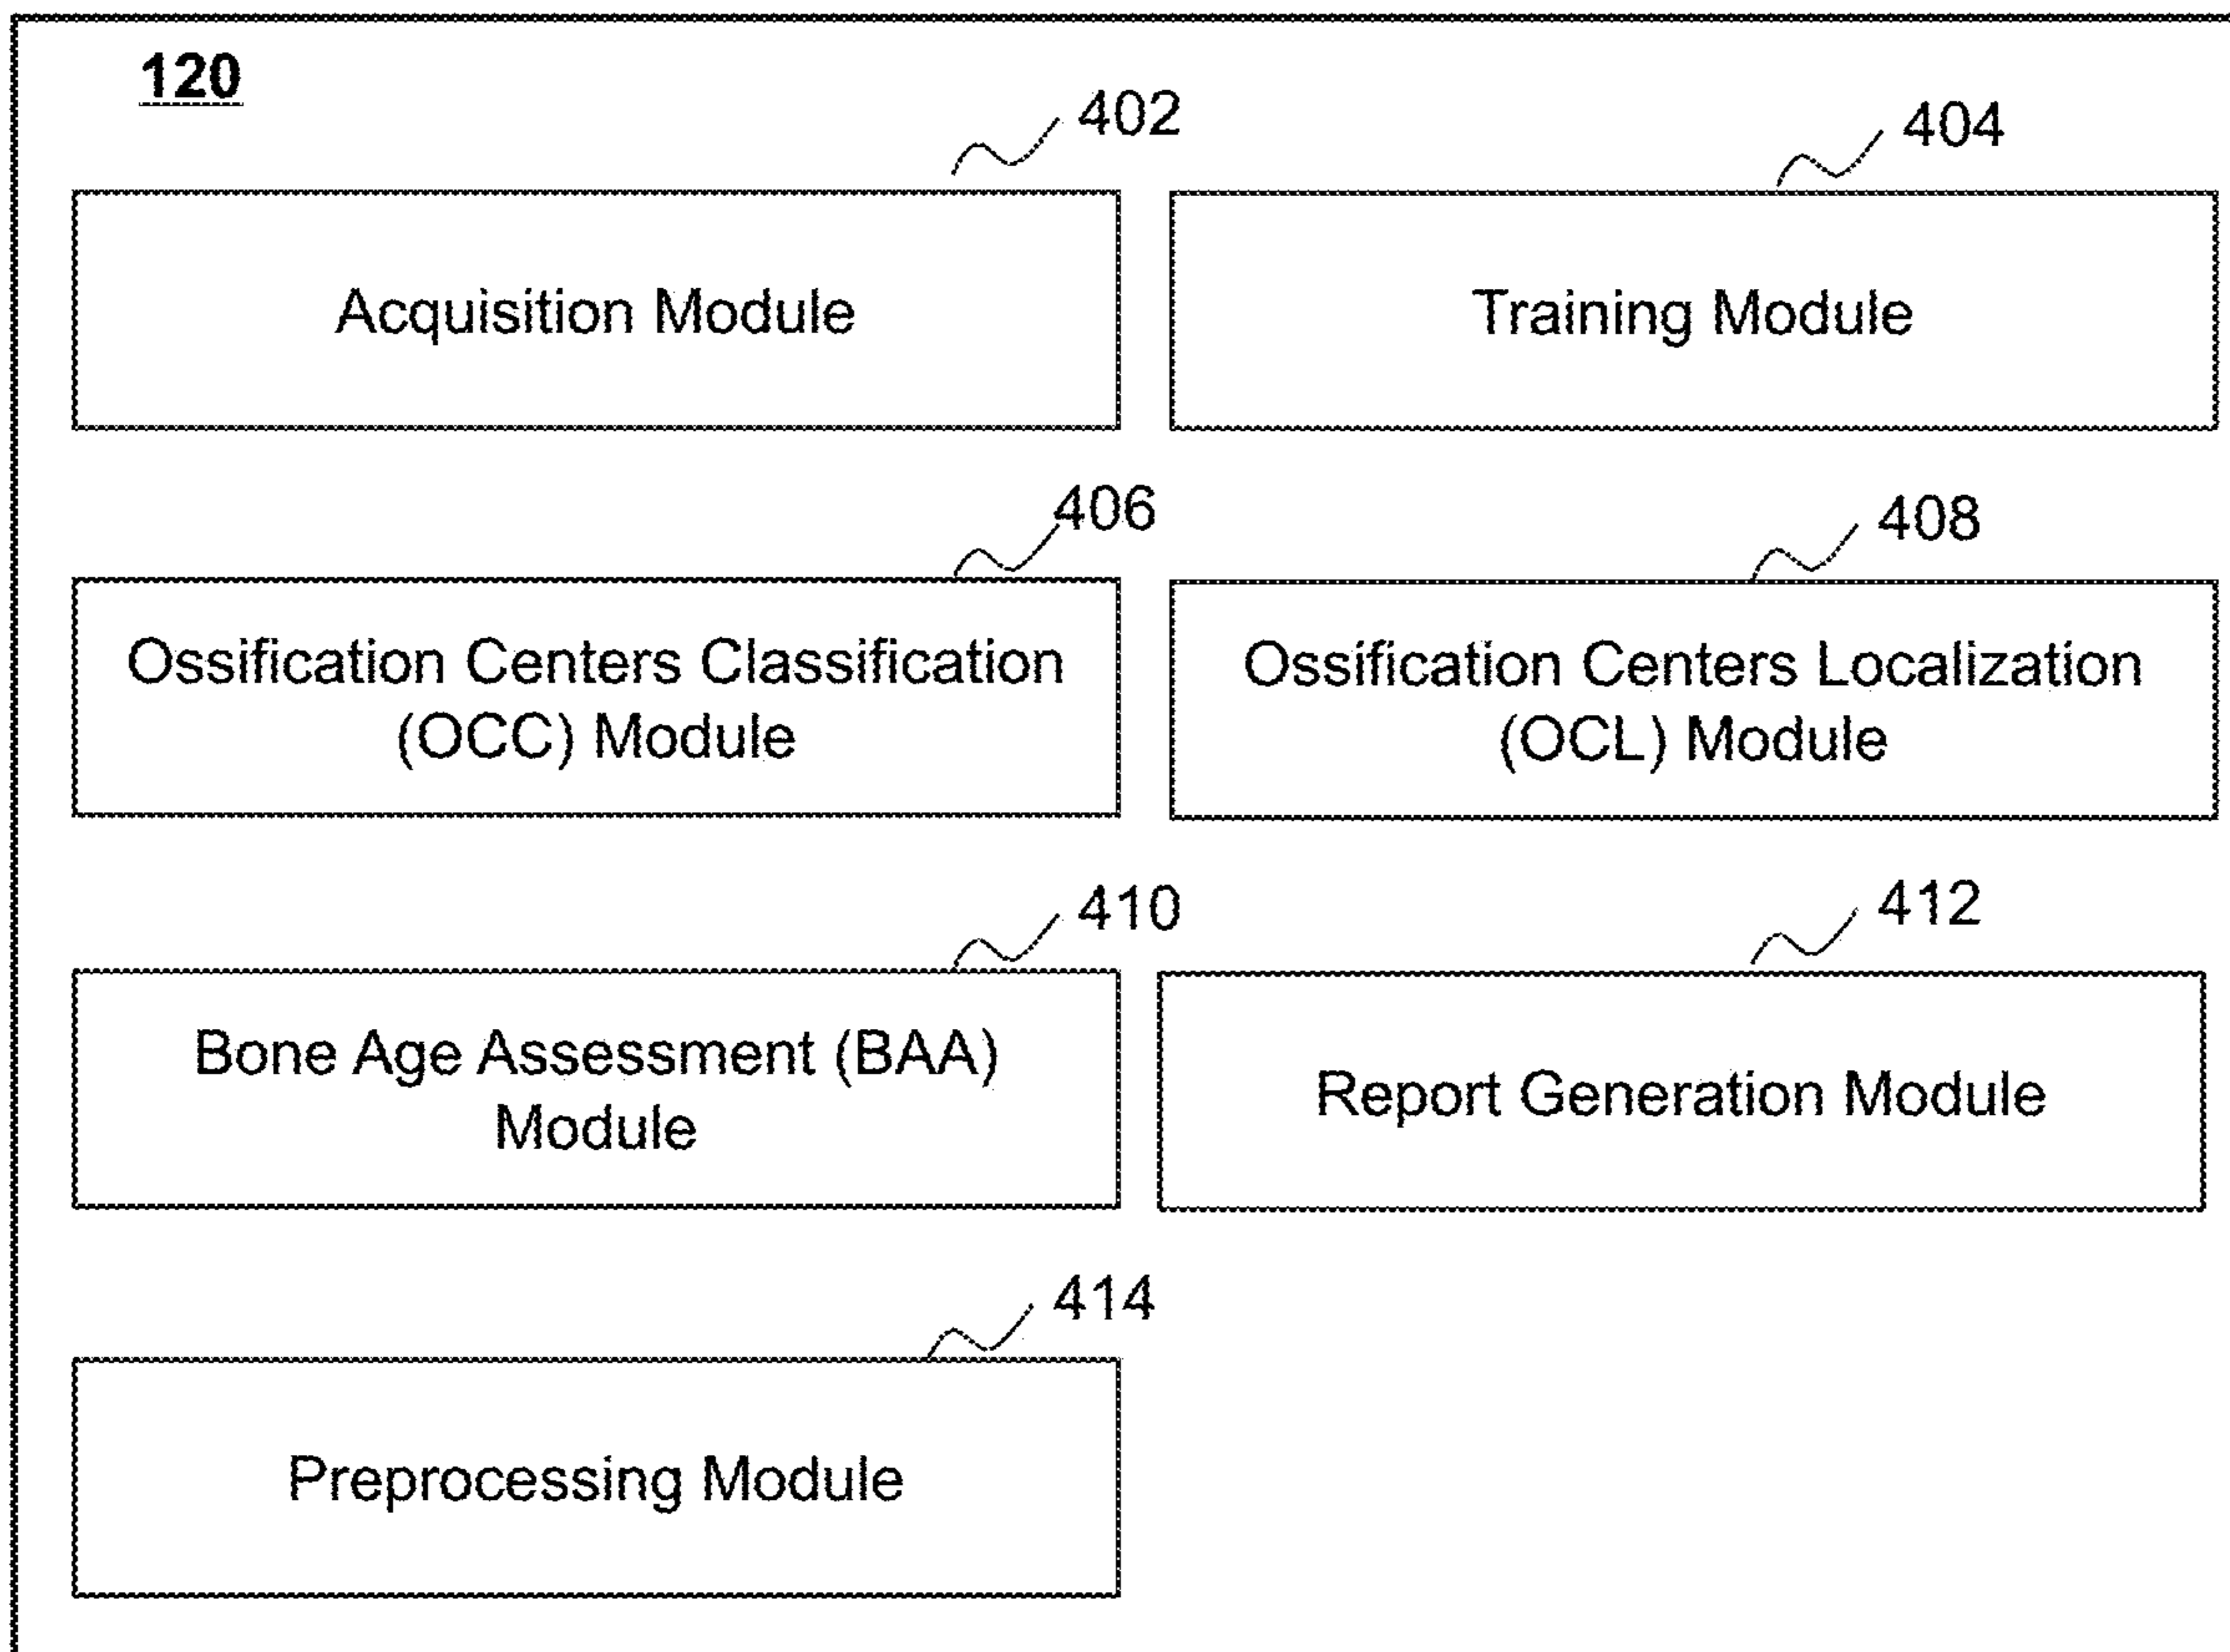 120
402
404
Acquisition Module
Training Module
406
408
Ossification Centers Classification
(OCC) Module
Ossification Centers Localization
(OCL) Module
410
412
Bone Age Assessment (BAA)
Module
Report Generation Module
414
Preprocessing Module